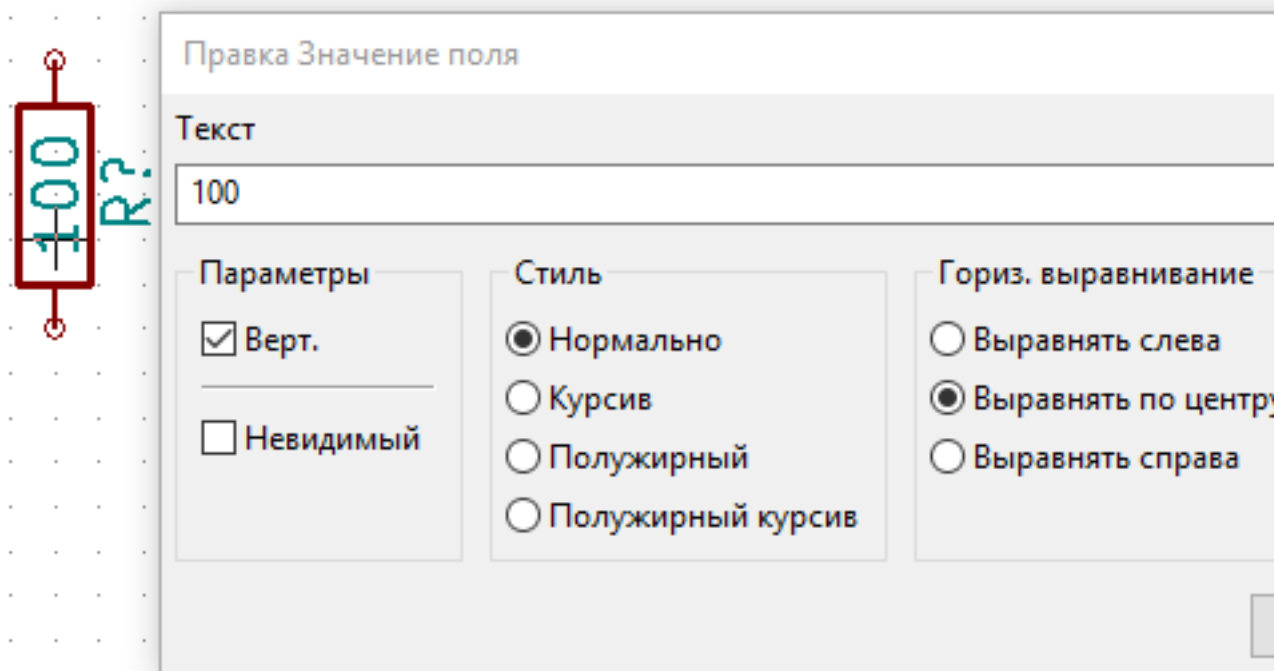 100
R?
Правка Значение поля
Текст
100
Параметры
Верт.
Невидимый
Стиль
Нормально
Курсив
Полужирный
Полужирный курсив
Гориз. выравнивание
Выравнять слева
Выравнять по центру
Выравнять справа